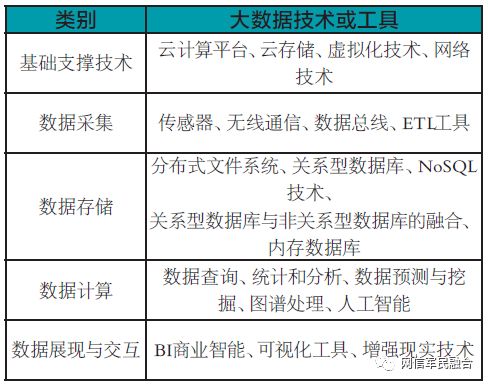 类别 大数据技术或工具
基础支撑技术 云计算平台、云存储、虚拟化技术、网络
技术
数据采集 传感器、无线通信、数据总线、ETL工具
分布式文件系统、关系型数据库、NoSQL
技术、
数据存储
关系型数据库与非关系型数据库的融合、
内存数据库
数据计算 数据查询、统计和分析、数据预测与挖
掘、图谱处理、人工智能
数据展现与交互 BI商业智能、可视化工具、增强现实技术
网信军民融合